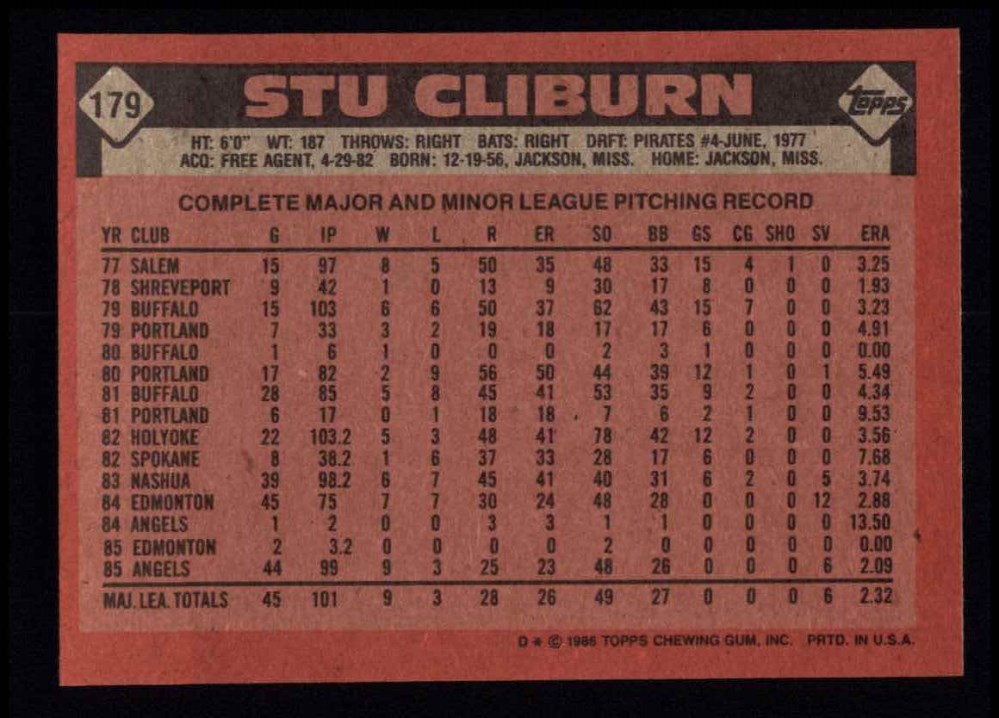 179 STU CLIBURN Topps
HT: 6'0" WT: 187 THROWS: RIGHT BATS: RIGHT DRFT: PIRATES #4-JUNE, 1977
ACQ: FREE AGENT, 4-29-82 BORN: 12-19-56, JACKSON, MISS. HOME: JACKSON, MISS.
COMPLETE MAJOR AND MINOR LEAGUE PITCHING RECORD
YR CLUB G IP W L R ER SO BB GS CG SHO SV ERA
77 SALEM 15 97 8 5 50 35 48 33 15 4 1 0 3.25
78 SHREVEPORT 9 42 1 0 13 9 30 17 8 0 0 0 1.93
79 BUFFALO 15 103 6 6 50 37 62 43 15 7 0 0 3.23
79 PORTLAND 7 33 3 2 19 18 17 17 6 0 0 0 4.91
80 BUFFALO 1 6 1 0 0 0 2 3 1 0 0 0 0.00
80 PORTLAND 17 82 2 9 56 50 44 39 12 1 0 1 5.49
81 BUFFALO 28 85 5 8 45 41 53 35 9 2 0 0 4.34
81 PORTLAND 6 17 0 1 18 18 7 6 2 1 0 0 9.53
82 HOLYOKE 22 103.2 5 3 48 41 78 42 12 2 0 0 3.56
82 SPOKANE 8 38.2 1 6 37 33 28 17 6 0 0 0 7.68
83 NASHUA 39 98.2 6 7 45 41 40 31 6 2 0 5 3.74
84 EDMONTON 45 75 7 7 30 24 48 28 0 0 0 12 2.88
84 ANGELS 1 2 0 0 3 3 1 1 0 0 0 0 13.50
85 EDMONTON 2 3.2 0 0 0 0 2 0 0 0 0 0 0.00
85 ANGELS 44 99 9 3 25 23 48 26 0 0 0 6 2.09
MAJ. LEA. TOTALS 45 101 9 3 28 26 49 27 0 0 0 6 2.32
D * © 1986 TOPPS CHEWING GUM, INC. PRTD. IN U.S.A.